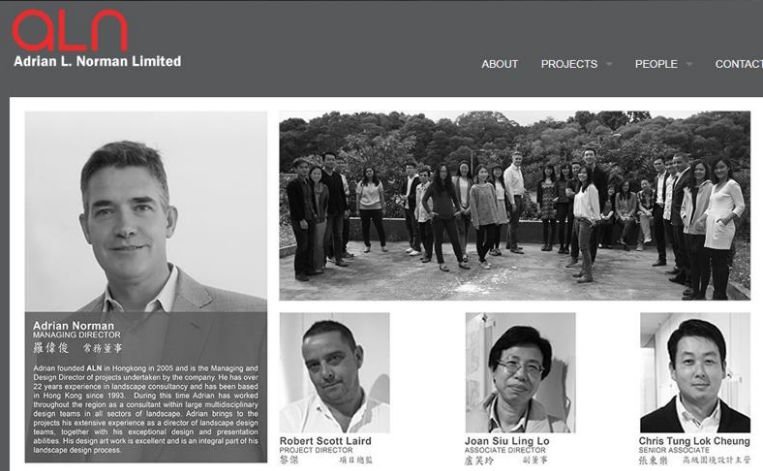 aLn
Adrian L. Norman Limited
ABOUT PROJECTS PEOPLE CONTACT
Adrian Norman
MANAGING DIRECTOR
羅偉俊 常務董事
Adrian founded ALN in Hongkong in 2005 and is the Managing and
Design Director of projects undertaken by the company. He has over
22 years experience in landscape consultancy and has been based
in Hong Kong since 1993. During this time Adrian has worked
throughout the region as a consultant within large multidisciplinary
design teams in all sectors of landscape. Adrian brings to the
projects his extensive experience as a director of landscape design
teams, together with his exceptional design and presentation
abilities. His design art work is excellent and is an integral part of his
landscape design process.
Robert Scott Laird
PROJECT DIRECTOR
黎傑 項目總監
Joan Siu Ling Lo
ASSOCIATE DIRECTOR
盧笑玲 副董事
Chris Tung Lok Cheung
SENIOR ASSOCIATE
張東樂 高級園境設計主管